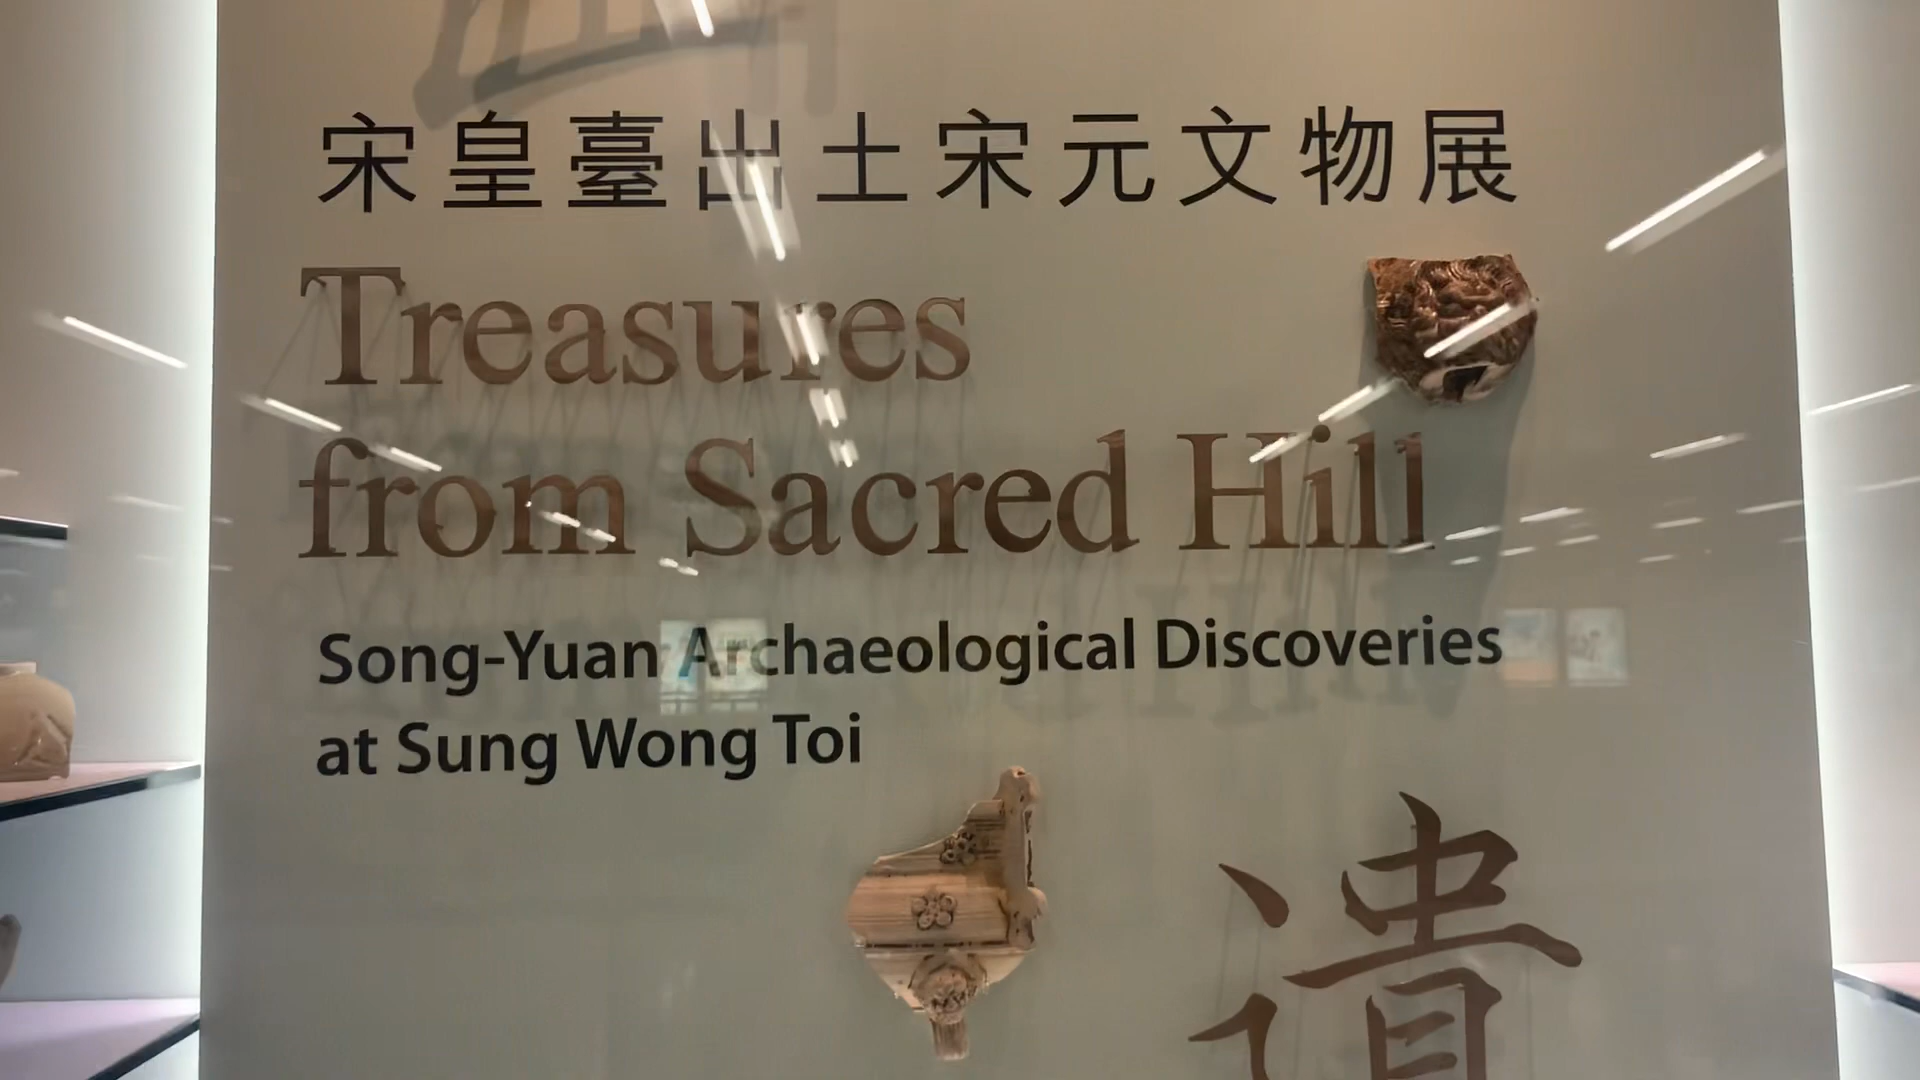 宋皇臺出土宋元文物展
Treasures
from Sacred Hill
Song-Yuan Archaeological Discoveries
at Sung Wong Toi
遺